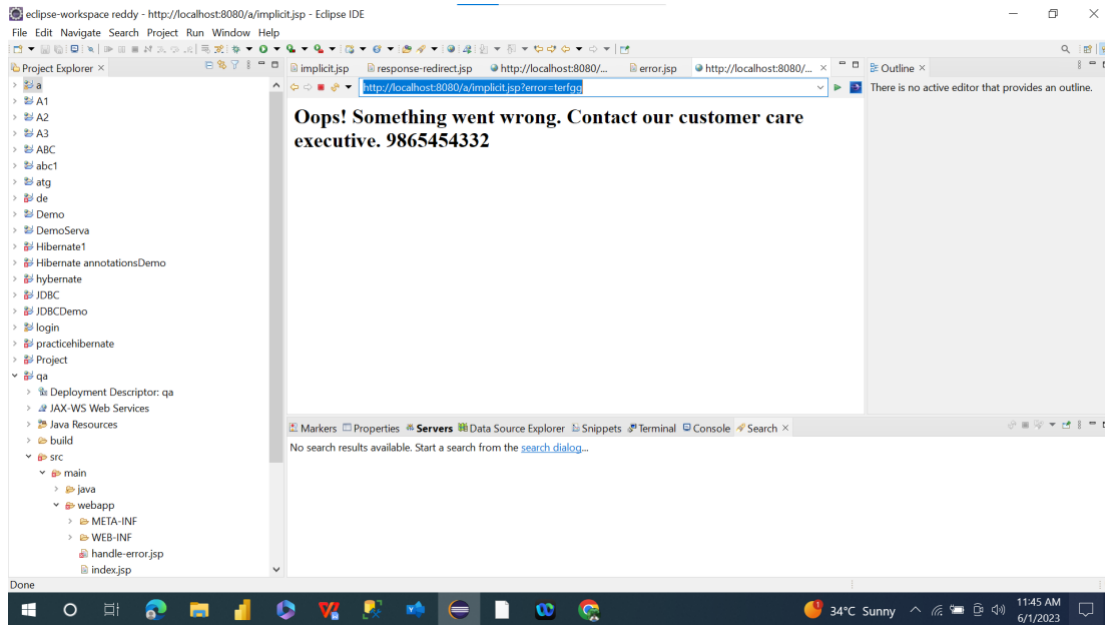 eclipse-workspace reddy - http://localhost:8080/a/implicit.jsp - Eclipse IDE
File Edit Navigate Search Project Run Window Help
Project Explorer
implicit.jsp
response-redirect.jsp
http://localhost:8080/...
error.jsp
http://localhost:8080/...
Outline
http://localhost:8080/a/implicit.jsp?error=terfgg
There is no active editor that provides an outline.
Oops! Something went wrong. Contact our customer care
executive. 9865454332
a
A1
A2
A3
ABC
abc1
atg
de
Demo
DemoServa
Hibernate1
Hibernate annotationsDemo
hybernate
JDBC
JDBCDemo
login
practicehibernate
Project
qa
Deployment Descriptor: qa
JAX-WS Web Services
Java Resources
build
src
main
java
webapp
META-INF
WEB-INF
handle-error.jsp
index.jsp
Markers Properties Servers Data Source Explorer Snippets Terminal Console Search
No search results available. Start a search from the search dialog...
Done
34°C Sunny
11:45 AM
6/1/2023